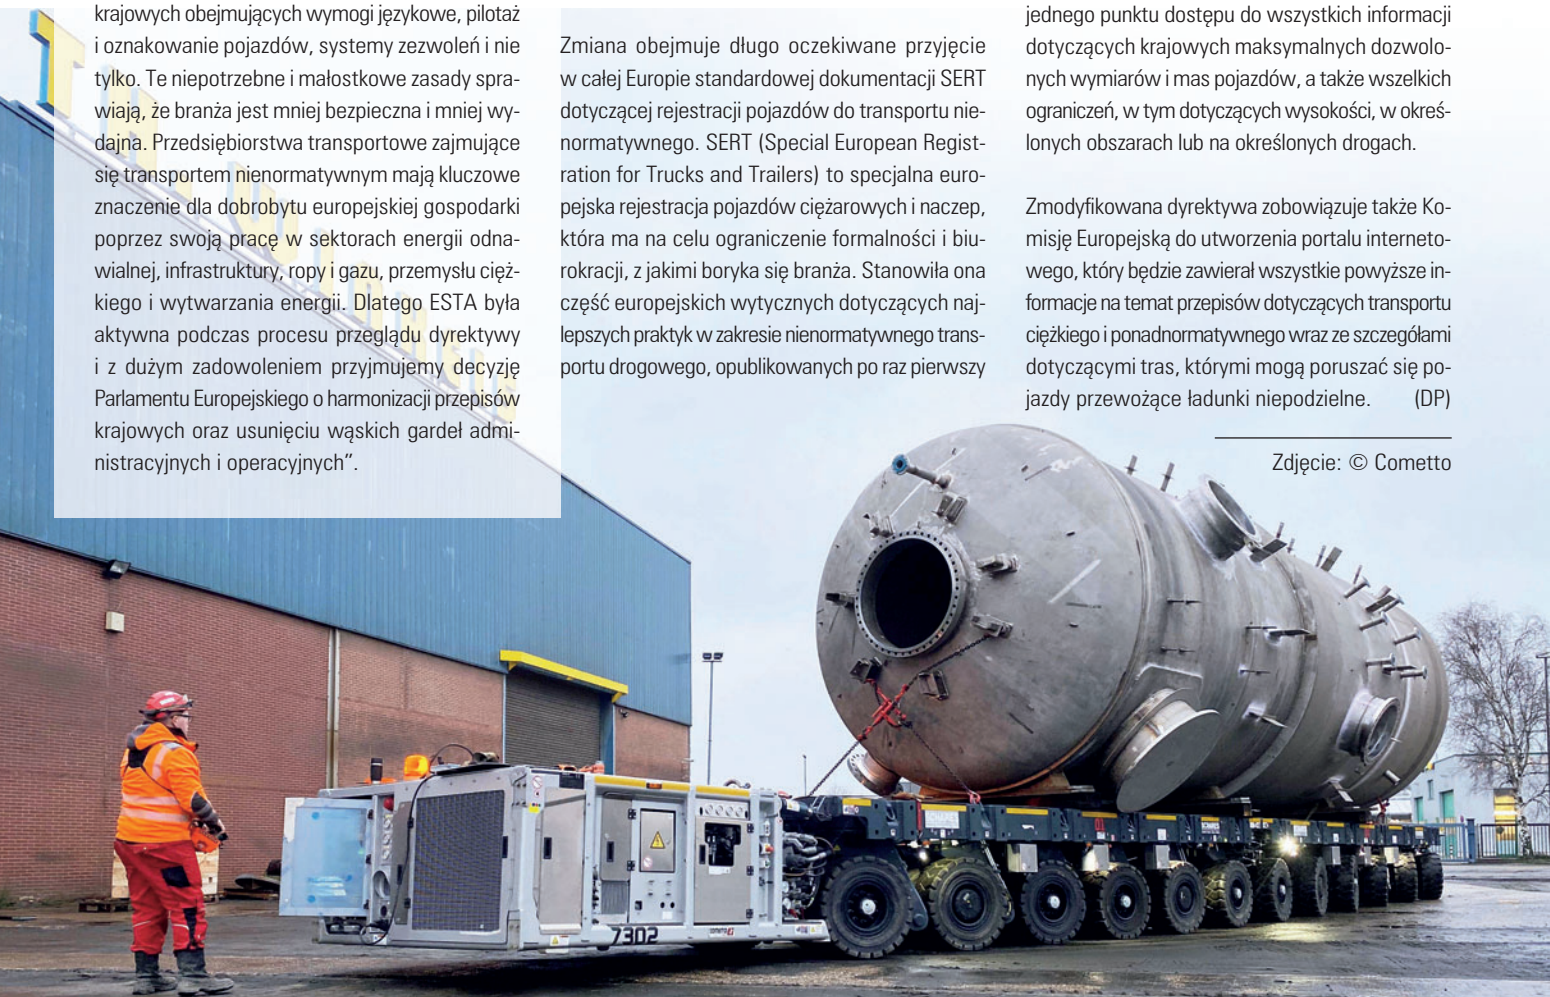 krajowych obejmujących wymogi językowe, pilotaż
i oznakowanie pojazdów, systemy zezwoleń i nie
tylko. Te niepotrzebne i małostkowe zasady spra-
wiają, że branża jest mniej bezpieczna i mniej wy-
dajna. Przedsiębiorstwa transportowe zajmujące
się transportem nienormatywnym mają kluczowe
znaczenie dla dobrobytu europejskiej gospodarki
poprzez swoją pracę w sektorach energii odna-
wialnej, infrastruktury, ropy i gazu, przemysłu cięż-
kiego i wytwarzania energii. Dlatego ESTA była
aktywna podczas procesu przeglądu dyrektywy
i z dużym zadowoleniem przyjmujemy decyzję
Parlamentu Europejskiego o harmonizacji przepisów
krajowych oraz usunięciu wąskich gardeł admi-
nistracyjnych i operacyjnych”.
Zmiana obejmuje długo oczekiwane przyjęcie
w całej Europie standardowej dokumentacji SERT
dotyczącej rejestracji pojazdów do transportu nie-
normatywnego. SERT (Special European Regist-
ration for Trucks and Trailers) to specjalna euro-
pejska rejestracja pojazdów ciężarowych i naczep,
która ma na celu ograniczenie formalności i biu-
rokracji, z jakimi boryka się branża. Stanowiła ona
część europejskich wytycznych dotyczących naj-
lepszych praktyk w zakresie nienormatywnego trans-
portu drogowego, opublikowanych po raz pierwszy
jednego punktu dostępu do wszystkich informacji
dotyczących krajowych maksymalnych dozwolo-
nych wymiarów i mas pojazdów, a także wszelkich
ograniczeń, w tym dotyczących wysokości, w okreś-
lonych obszarach lub na określonych drogach.
Zmodyfikowana dyrektywa zobowiązuje także Ko-
misję Europejską do utworzenia portalu interneto-
wego, który będzie zawierał wszystkie powyższe in-
formacje na temat przepisów dotyczących transportu
ciężkiego i ponadnormatywnego wraz ze szczegółami
dotyczącymi tras, którymi mogą poruszać się po-
jazdy przewożące ładunki niepodzielne. (DP)
Zdjęcie: © Cometto
7302